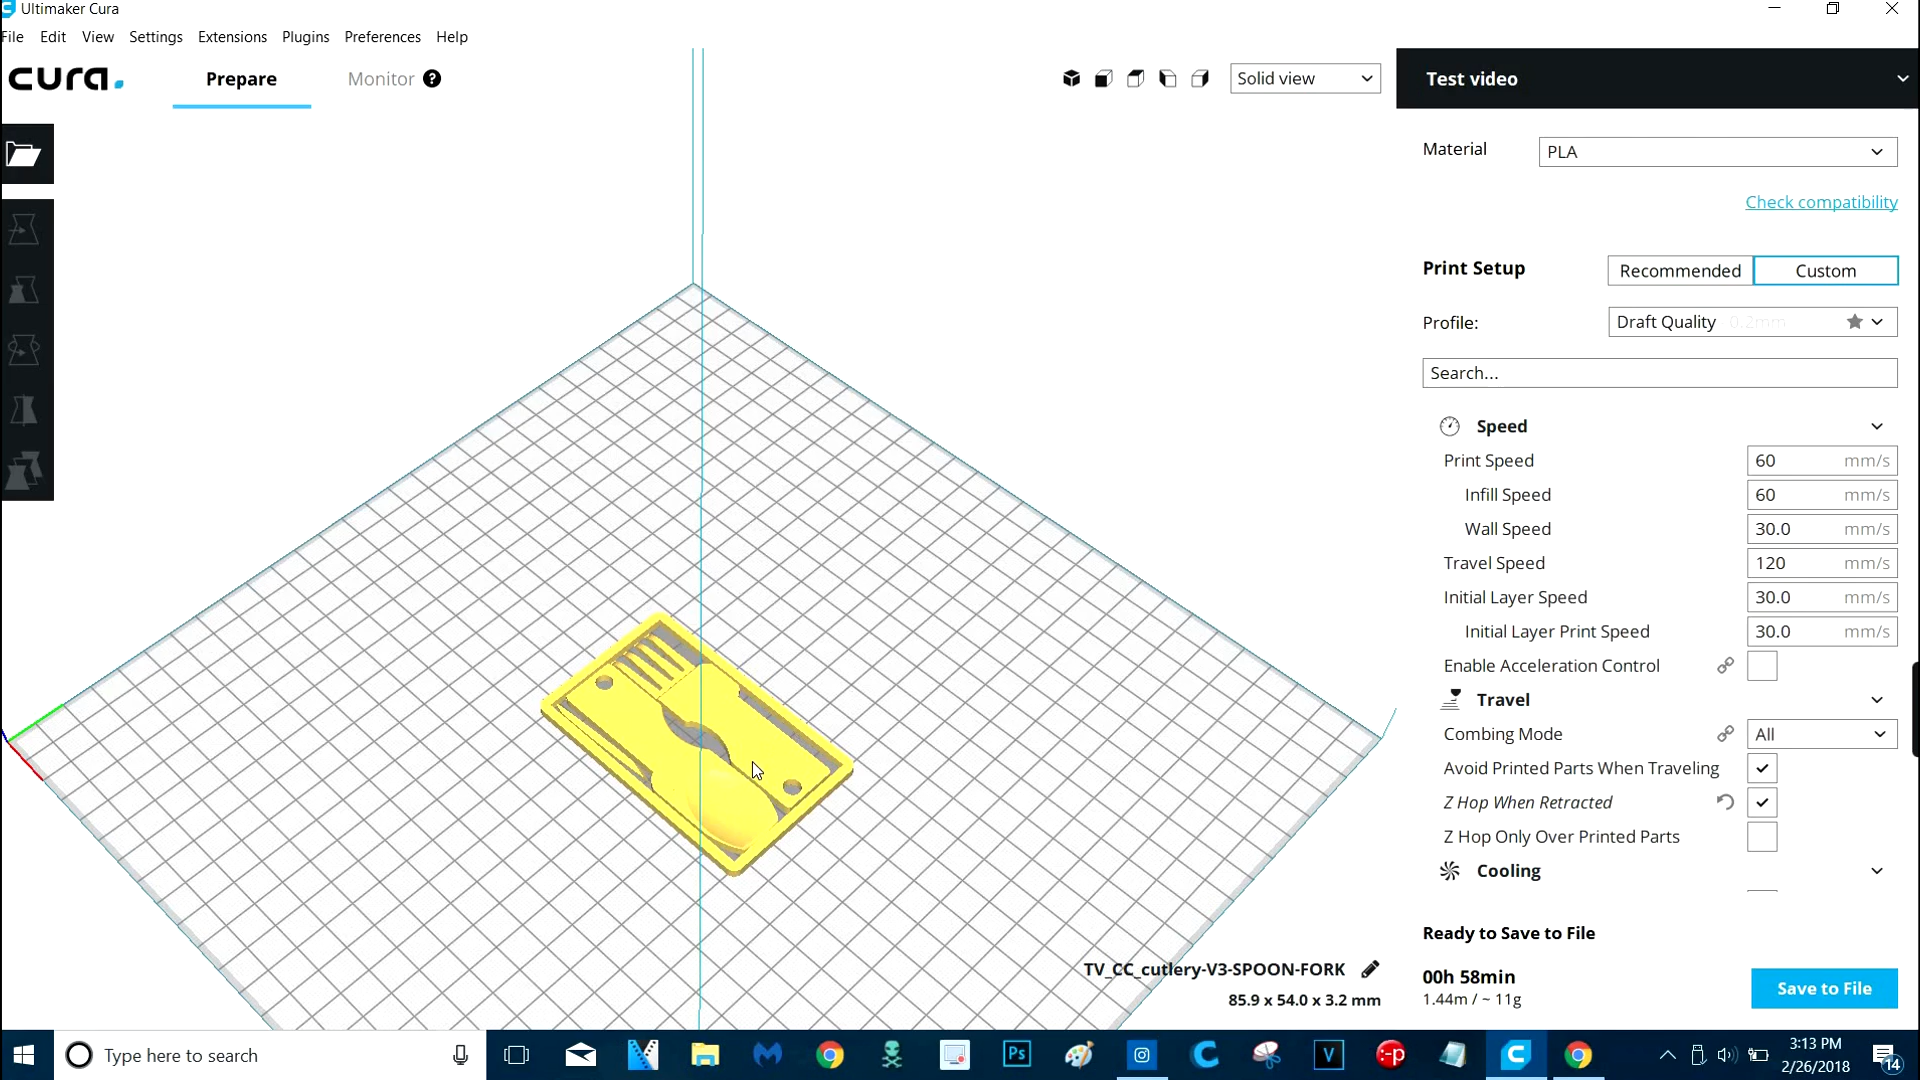 Ultimaker Cura
File Edit View Settings Extensions Plugins Preferences Help
cura.
Prepare
Monitor ?
Solid view
Test video
Material
PLA
Check compatibility
Print Setup
Recommended
Custom
Profile:
Draft Quality 0.2mm
Search...
Speed
Print Speed
60 mm/s
Infill Speed
60 mm/s
Wall Speed
30.0 mm/s
Travel Speed
120 mm/s
Initial Layer Speed
30.0 mm/s
Initial Layer Print Speed
30.0 mm/s
Enable Acceleration Control
Travel
Combing Mode
All
Avoid Printed Parts When Traveling
Z Hop When Retracted
Z Hop Only Over Printed Parts
Cooling
Ready to Save to File
00h 58min
1.44m / ~ 11g
Save to File
TV_CC_cutlery-V3-SPOON-FORK
85.9 x 54.0 x 3.2 mm
Type here to search
Ps
V
:-p
3:13 PM
2/26/2018
14